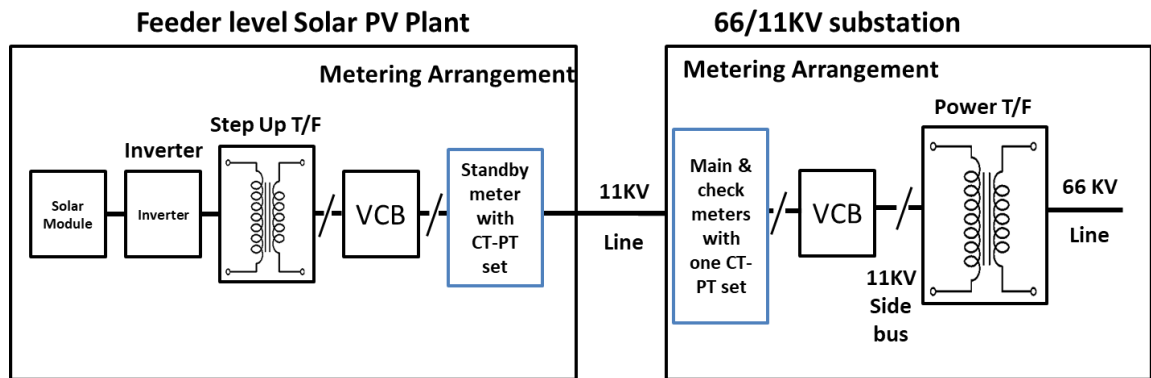 Feeder level Solar PV Plant
66/11KV substation
Metering Arrangement
Metering Arrangement
Step Up T/F
Power T/F
Inverter
Solar
Module
Inverter
VCB
Standby
meter
with
CT-PT
set
11KV
Line
Main &
check
meters
with
one CT-
PT set
VCB
11KV
Side
bus
66 KV
Line